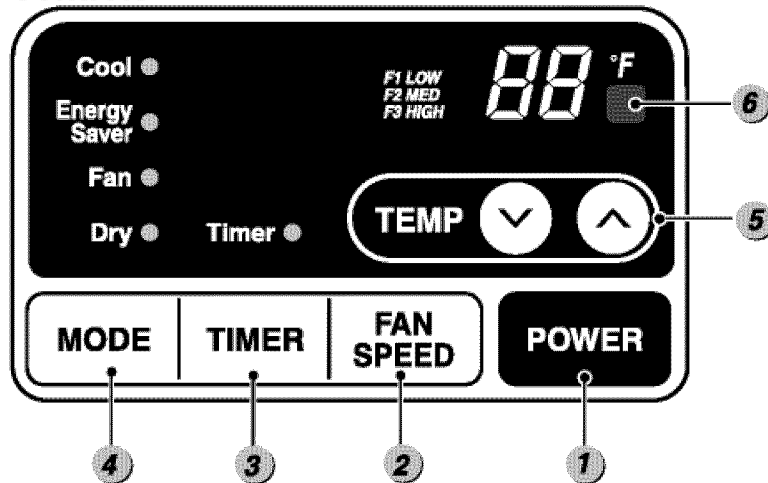 Cool
Energy
Saver
Fan
Dry
Timer
F1 LOW
F2 MED
F3 HIGH
88 °F
6
TEMP
5
MODE
TIMER
FAN
SPEED
POWER
4
3
2
1